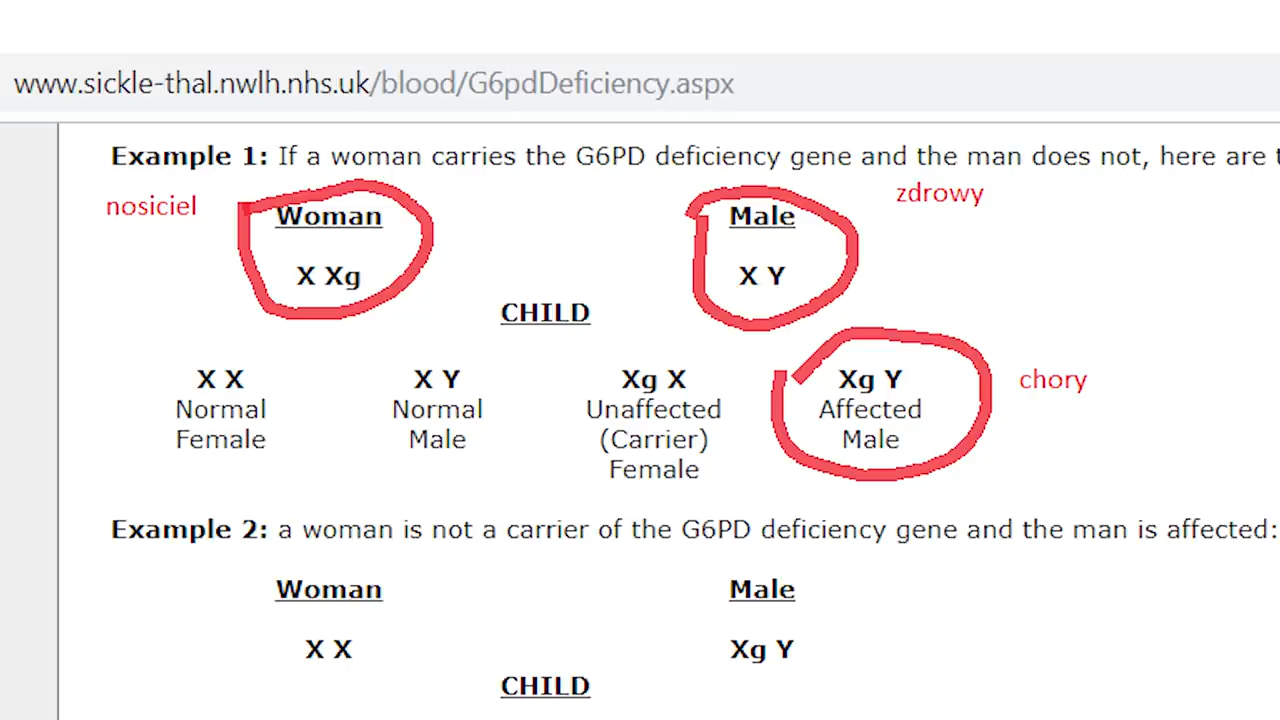 www.sickle-thal.nwlh.nhs.uk/blood/G6pdDeficiency.aspx
Example 1: If a woman carries the G6PD deficiency gene and the man does not, here are
nosiciel Woman Male zdrowy
X Xg X Y
CHILD
X X X Y Xg X Xg Y chory
Normal Normal Unaffected Affected
Female Male (Carrier) Male
Female
Example 2: a woman is not a carrier of the G6PD deficiency gene and the man is affected:
Woman Male
X X Xg Y
CHILD